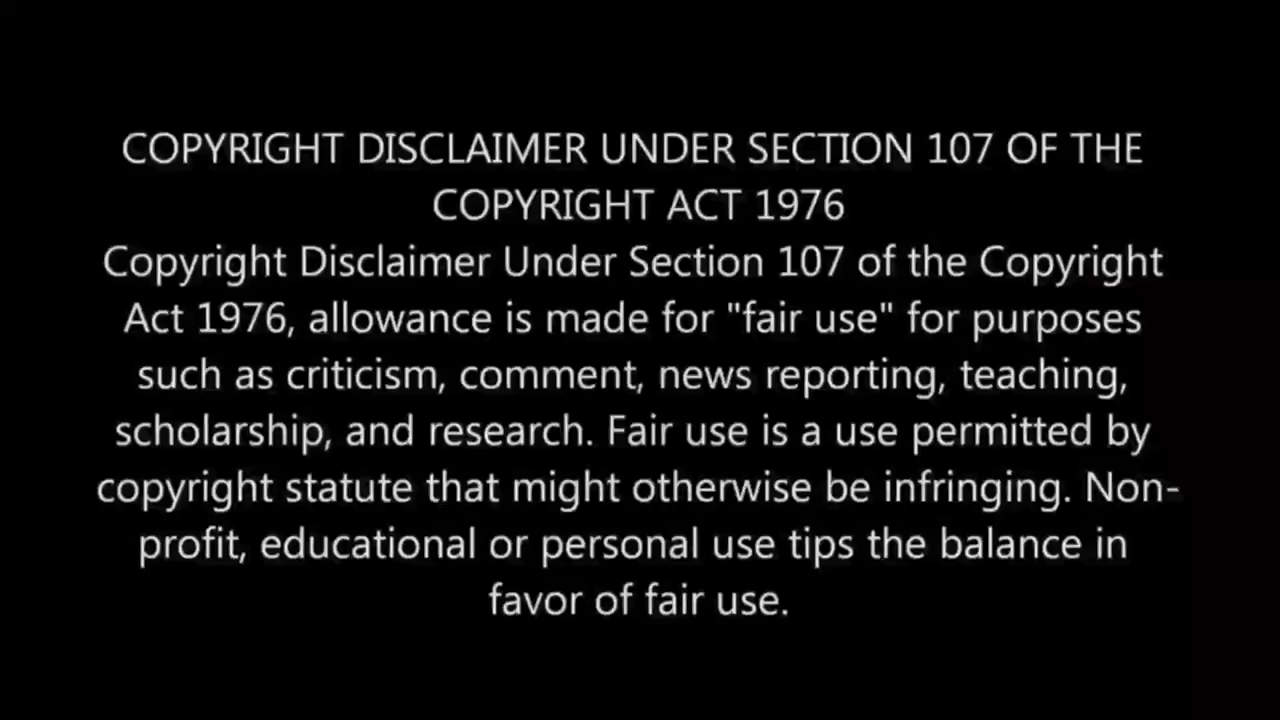 COPYRIGHT DISCLAIMER UNDER SECTION 107 OF THE
COPYRIGHT ACT 1976
Copyright Disclaimer Under Section 107 of the Copyright
Act 1976, allowance is made for "fair use" for purposes
such as criticism, comment, news reporting, teaching,
scholarship, and research. Fair use is a use permitted by
copyright statute that might otherwise be infringing. Non-
profit, educational or personal use tips the balance in
favor of fair use.